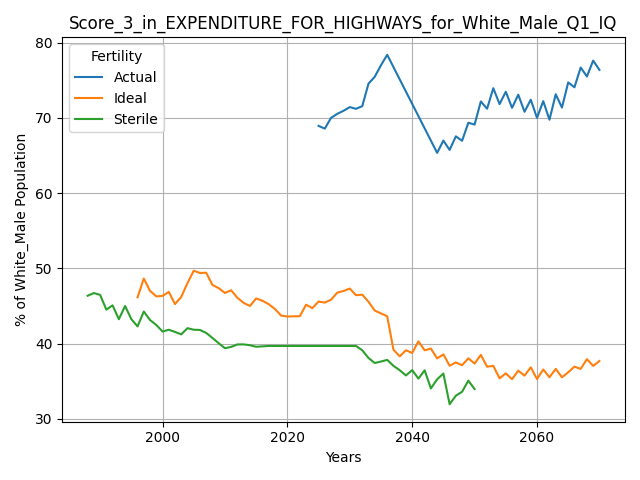 Score_3_in_EXPENDITURE_FOR_HIGHWAYS_for_White_Male_Q1_IQ
Fertility
Actual
Ideal
Sterile
% of White_Male Population
80
70
60
50
40
30
2000
2020
2040
2060
Years